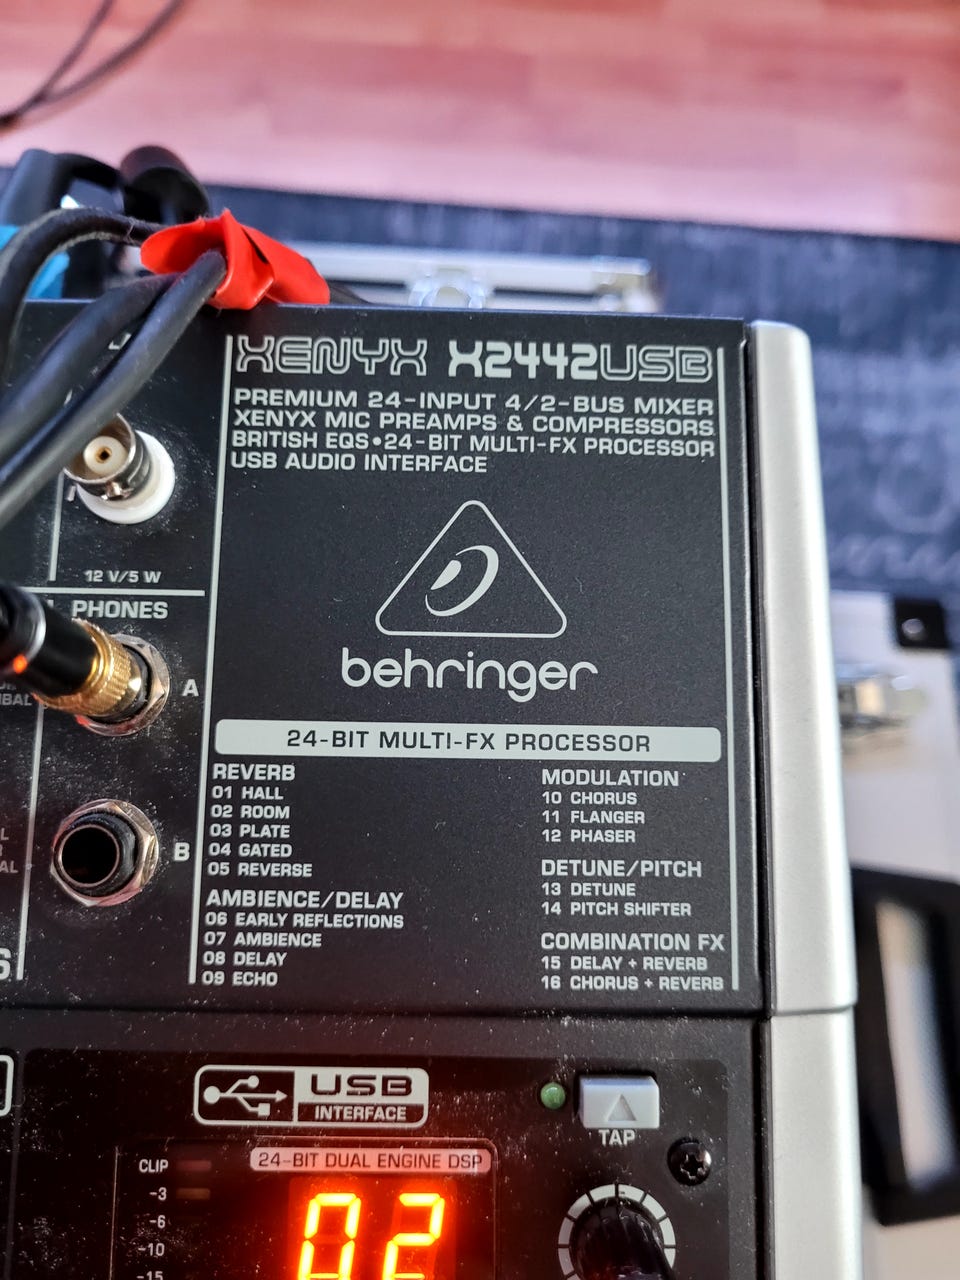 XENYX X2442USB
PREMIUM 24-INPUT 4/2-BUS MIXER
XENYX MIC PREAMPS & COMPRESSORS
BRITISH EQS•24-BIT MULTI-FX PROCESSOR
USB AUDIO INTERFACE
12 V/5 W
PHONES
A
B
behringer
24-BIT MULTI-FX PROCESSOR
REVERB
01 HALL
02 ROOM
03 PLATE
04 GATED
05 REVERSE
AMBIENCE/DELAY
06 EARLY REFLECTIONS
07 AMBIENCE
08 DELAY
09 ECHO
MODULATION
10 CHORUS
11 FLANGER
12 PHASER
DETUNE/PITCH
13 DETUNE
14 PITCH SHIFTER
COMBINATION FX
15 DELAY + REVERB
16 CHORUS + REVERB
USB
INTERFACE
TAP
24-BIT DUAL ENGINE DSP
CLIP
-3
-6
-10
-15
02